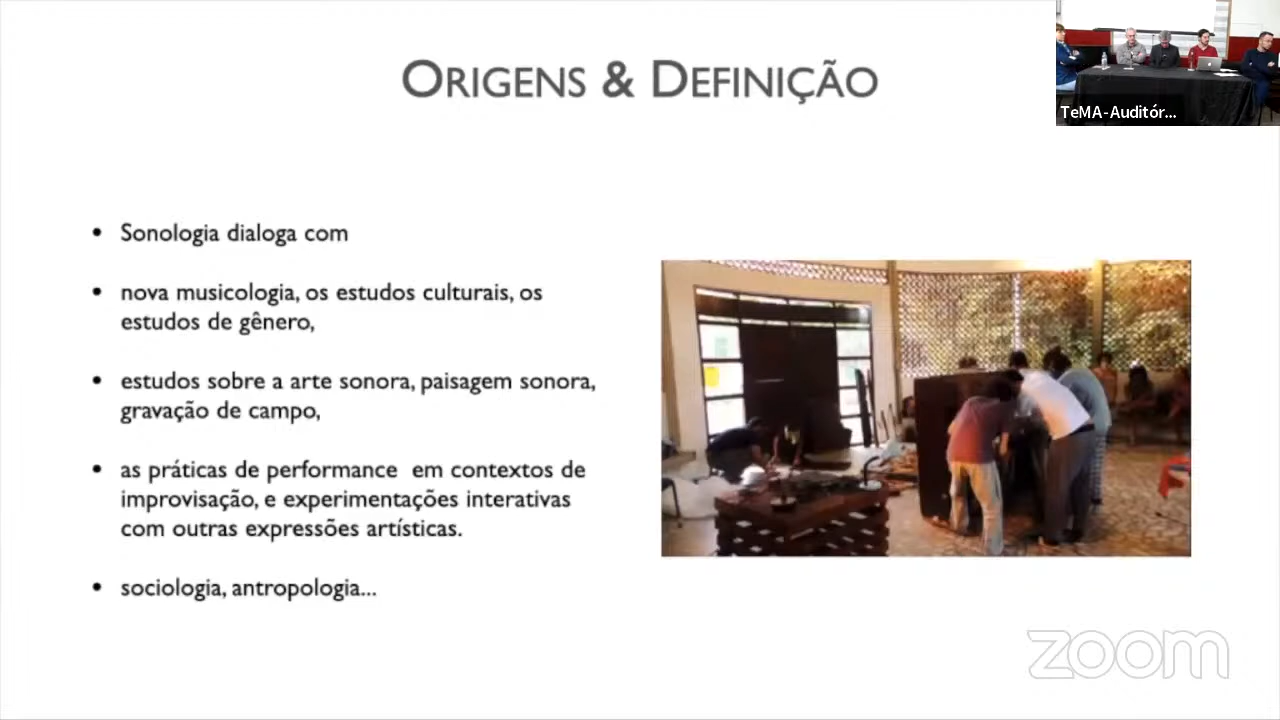 ORIGENS & DEFINIÇÃO
TeMA-Auditór...
• Sonologia dialoga com
• nova musicologia, os estudos culturais, os
estudos de gênero,
• estudos sobre a arte sonora, paisagem sonora,
gravação de campo,
• as práticas de performance em contextos de
improvisação, e experimentações interativas
com outras expressões artísticas.
• sociologia, antropologia...
zoom